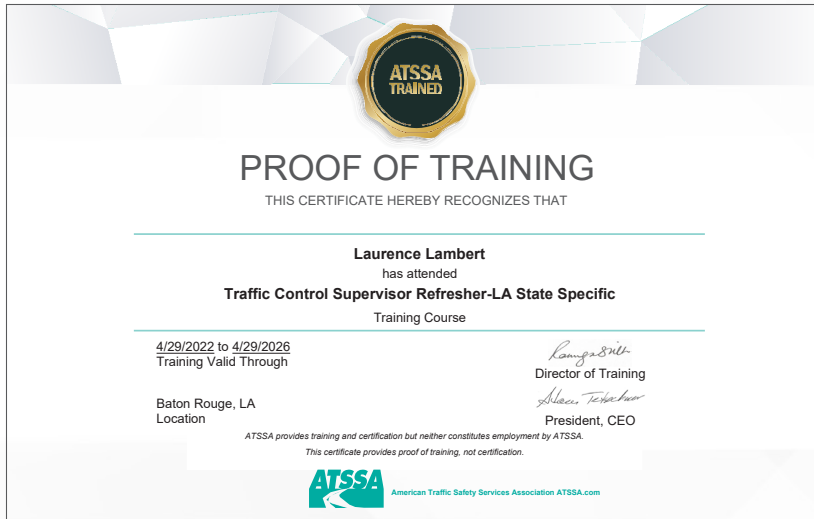 ATSSA
TRAINED
PROOF OF TRAINING
THIS CERTIFICATE HEREBY RECOGNIZES THAT
Laurence Lambert
has attended
Traffic Control Supervisor Refresher-LA State Specific
Training Course
4/29/2022 to 4/29/2026
Training Valid Through
Director of Training
Baton Rouge, LA
Location
President, CEO
ATSSA provides training and certification but neither constitutes employment by ATSSA.
This certificate provides proof of training, not certification.
ATSSA
American Traffic Safety Services Association ATSSA.com